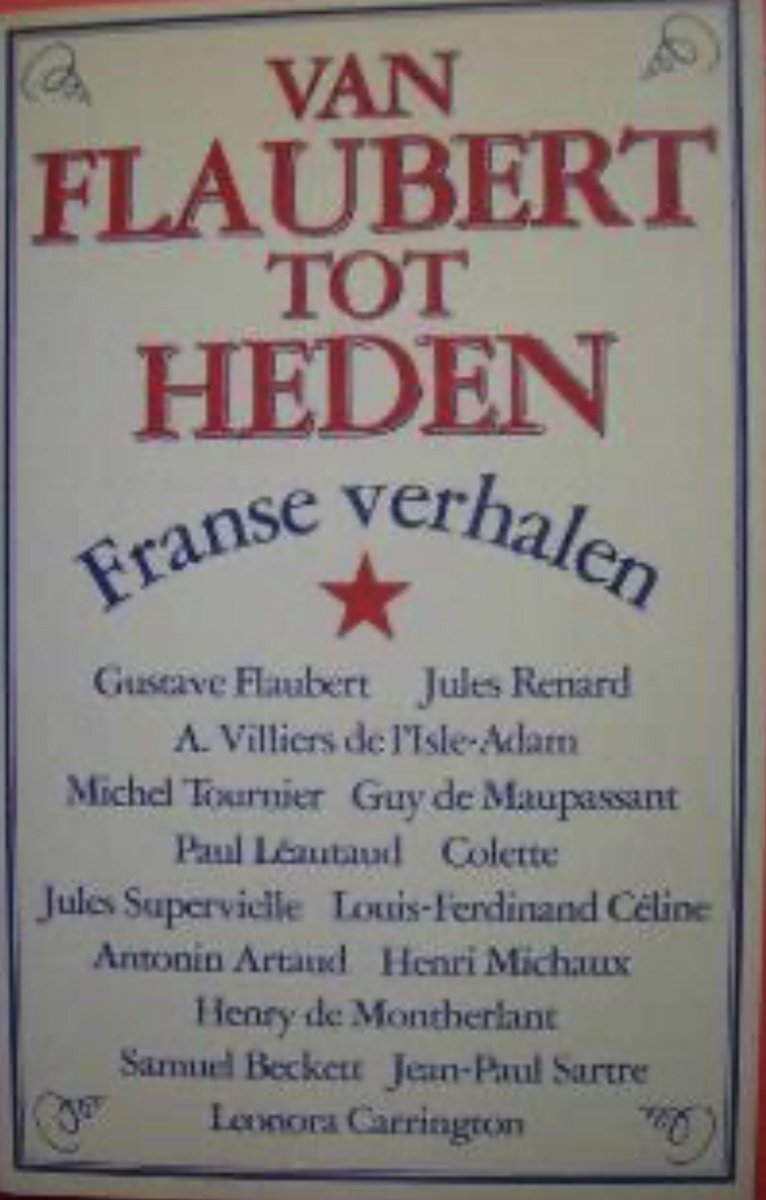 VAN
FLAUBERT
TOT
HEDEN
Franse verhalen
Gustave Flaubert Jules Renard
A. Villiers de l'Isle-Adam
Michel Tournier Guy de Maupassant
Paul Léautaud Colette
Jules Supervielle Louis-Ferdinand Céline
Antonin Artaud Henri Michaux
Henry de Montherlant
Samuel Beckett Jean-Paul Sartre
Leonora Carrington